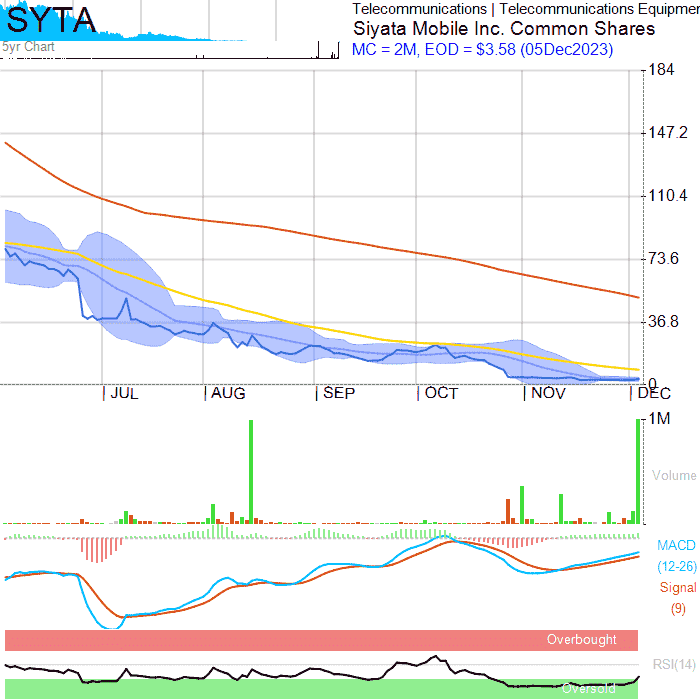 SYTA
5yr Chart
Telecommunications | Telecommunications Equipmen
Siyata Mobile Inc. Common Shares
MC = 2M, EOD = $3.58 (05Dec2023)
184
147.2
110.4
73.6
36.8
0
JUL
AUG
SEP
OCT
NOV
DEC
1M
Volume
MACD
(12-26)
Signal
(9)
Overbought
RSI(14)
Oversold